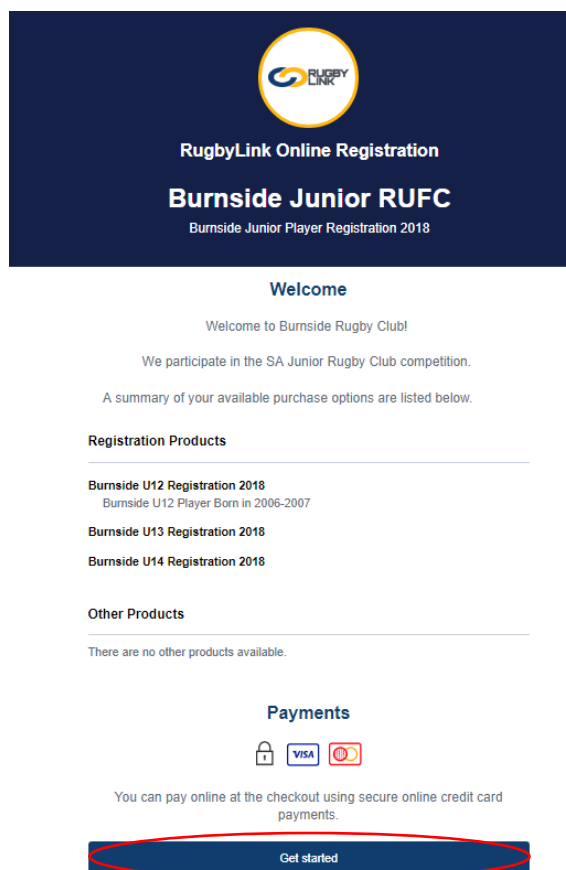 RUGBY
LINK
RugbyLink Online Registration
Burnside Junior RUFC
Burnside Junior Player Registration 2018
Welcome
Welcome to Burnside Rugby Club!
We participate in the SA Junior Rugby Club competition.
A summary of your available purchase options are listed below.
Registration Products
Burnside U12 Registration 2018
Burnside U12 Player Born in 2006-2007
Burnside U13 Registration 2018
Burnside U14 Registration 2018
Other Products
There are no other products available.
Payments
VISA
You can pay online at the checkout using secure online credit card
payments.
Get started